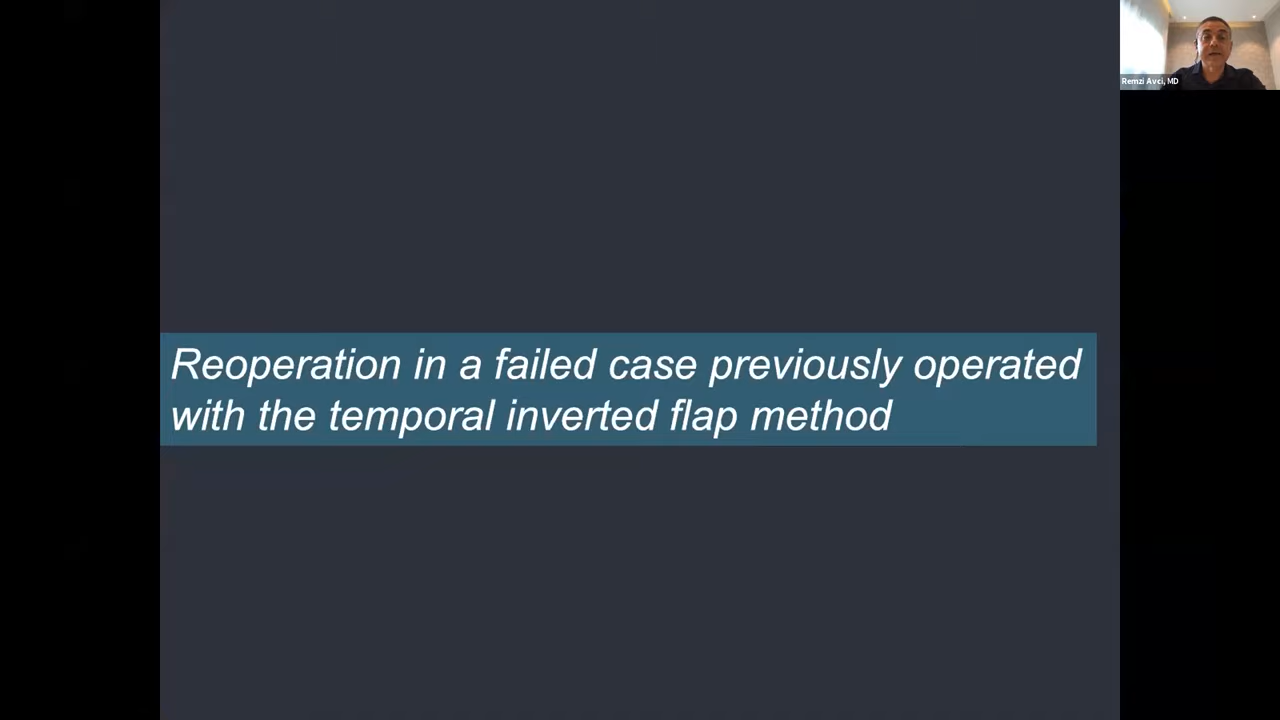 Remzi Avci, MD
Reoperation in a failed case previously operated
with the temporal inverted flap method